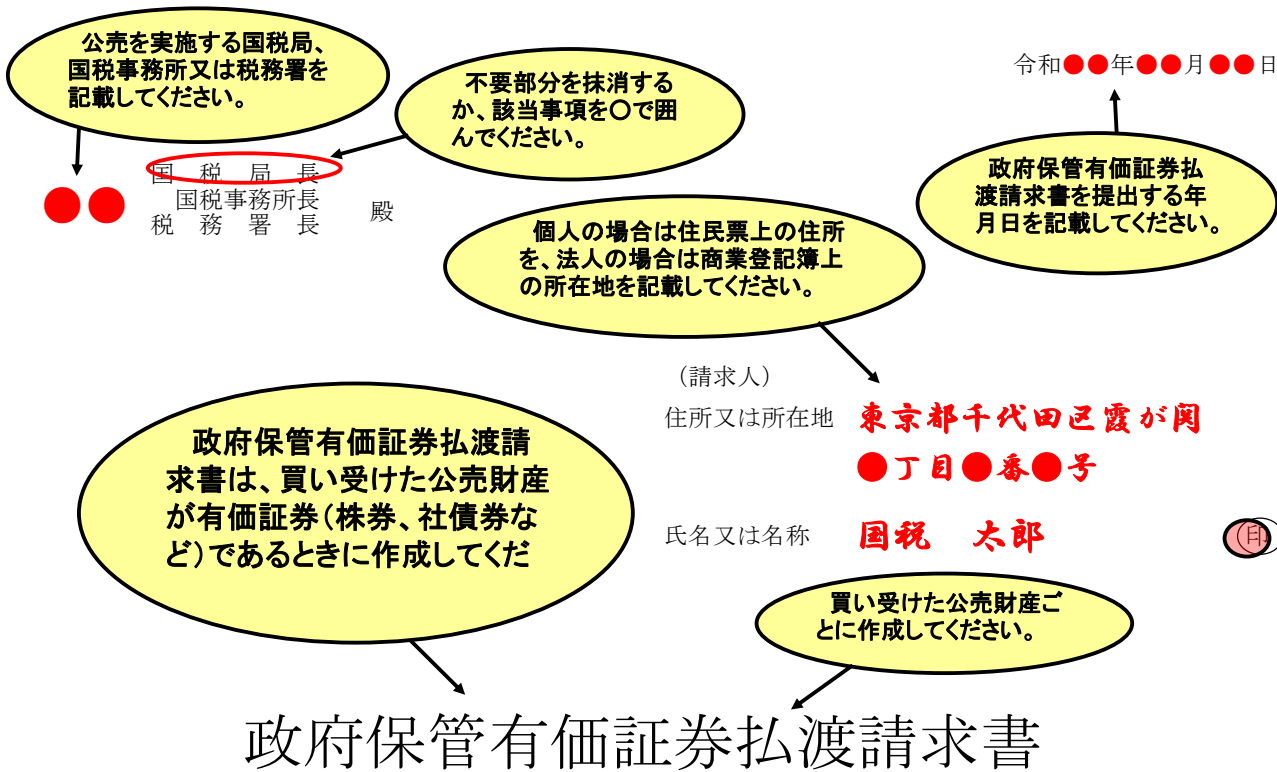 公売を実施する国税局、
国税事務所又は税務署を
記載してください。
不要部分を抹消する
か、該当事項を〇で囲
んでください。
令和●●年●●月●●日
政府保管有価証券払
渡請求書を提出する年
月日を記載してください。
国税局長
●● 国税事務所長 殿
税務署長
個人の場合は住民票上の住所
を、法人の場合は商業登記簿上
の所在地を記載してください。
（請求人）
住所又は所在地 東京都千代田区霞が関
●丁目●番●号
政府保管有価証券払渡請
求書は、買い受けた公売財産
が有価証券（株券、社債券な
ど）であるときに作成してくだ
氏名又は名称 国税 太郎 印
買い受けた公売財産ご
とに作成してください。
政府保管有価証券払渡請求書